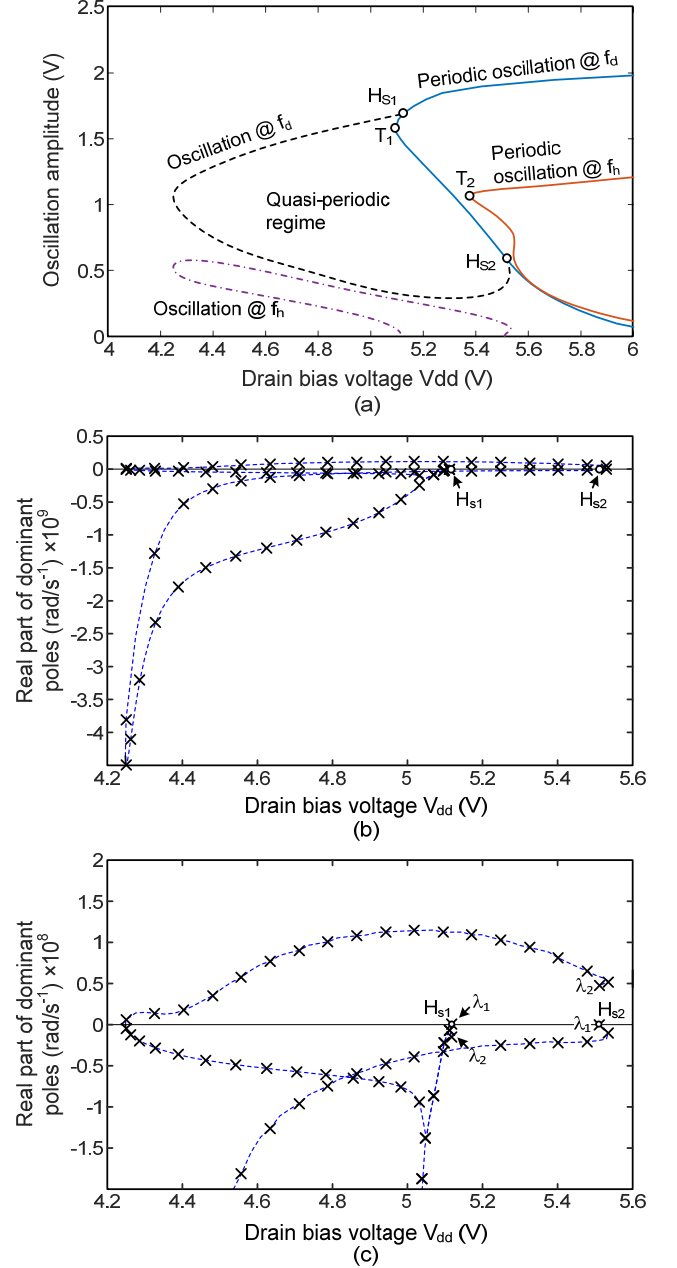 2.5
2
1.5
1
0.5
0
Oscillation amplitude (V)
Periodic oscillation @ f_d
H_S1
T_1
Oscillation @ f_d
Periodic
oscillation @ f_h
T_2
Quasi-periodic
regime
H_S2
Oscillation @ f_h
4 4.2 4.4 4.6 4.8 5 5.2 5.4 5.6 5.8 6
Drain bias voltage Vdd (V)
(a)
0.5
0
-0.5
-1
-1.5
-2
-2.5
-3
-3.5
-4
Real part of dominant
poles (rad/s⁻¹) ×10⁹
H_s1
H_s2
4.2 4.4 4.6 4.8 5 5.2 5.4 5.6
Drain bias voltage V_dd (V)
(b)
2
1.5
1
0.5
0
-0.5
-1
-1.5
Real part of dominant
poles (rad/s⁻¹) ×10⁸
H_s1
λ_1
λ_2
λ_2
λ_1
H_s2
4.2 4.4 4.6 4.8 5 5.2 5.4 5.6
Drain bias voltage V_dd (V)
(c)